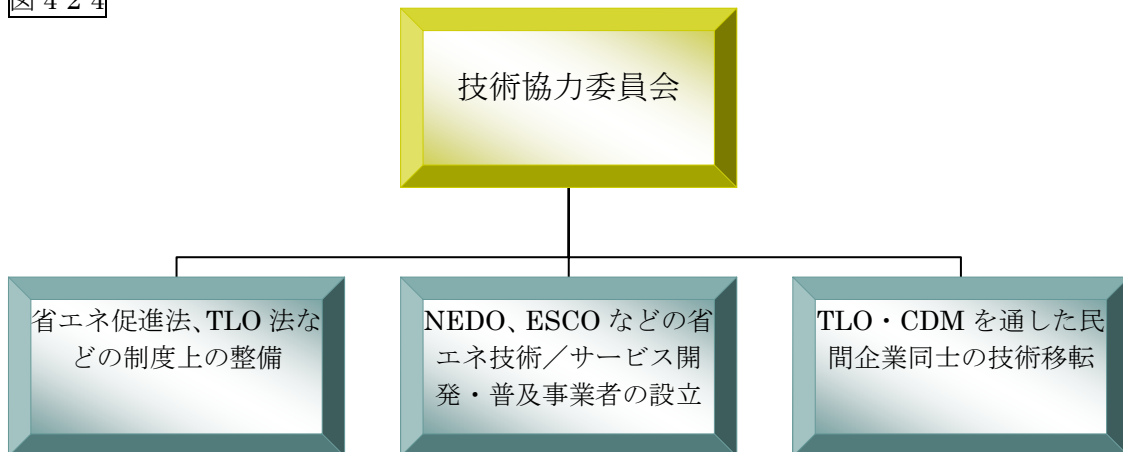 図 4-2-4
技術協力委員会
省エネ促進法、TLO 法な
どの制度上の整備
NEDO、ESCO などの省
エネ技術／サービス開
発・普及事業者の設立
TLO・CDM を通した民
間企業同士の技術移転